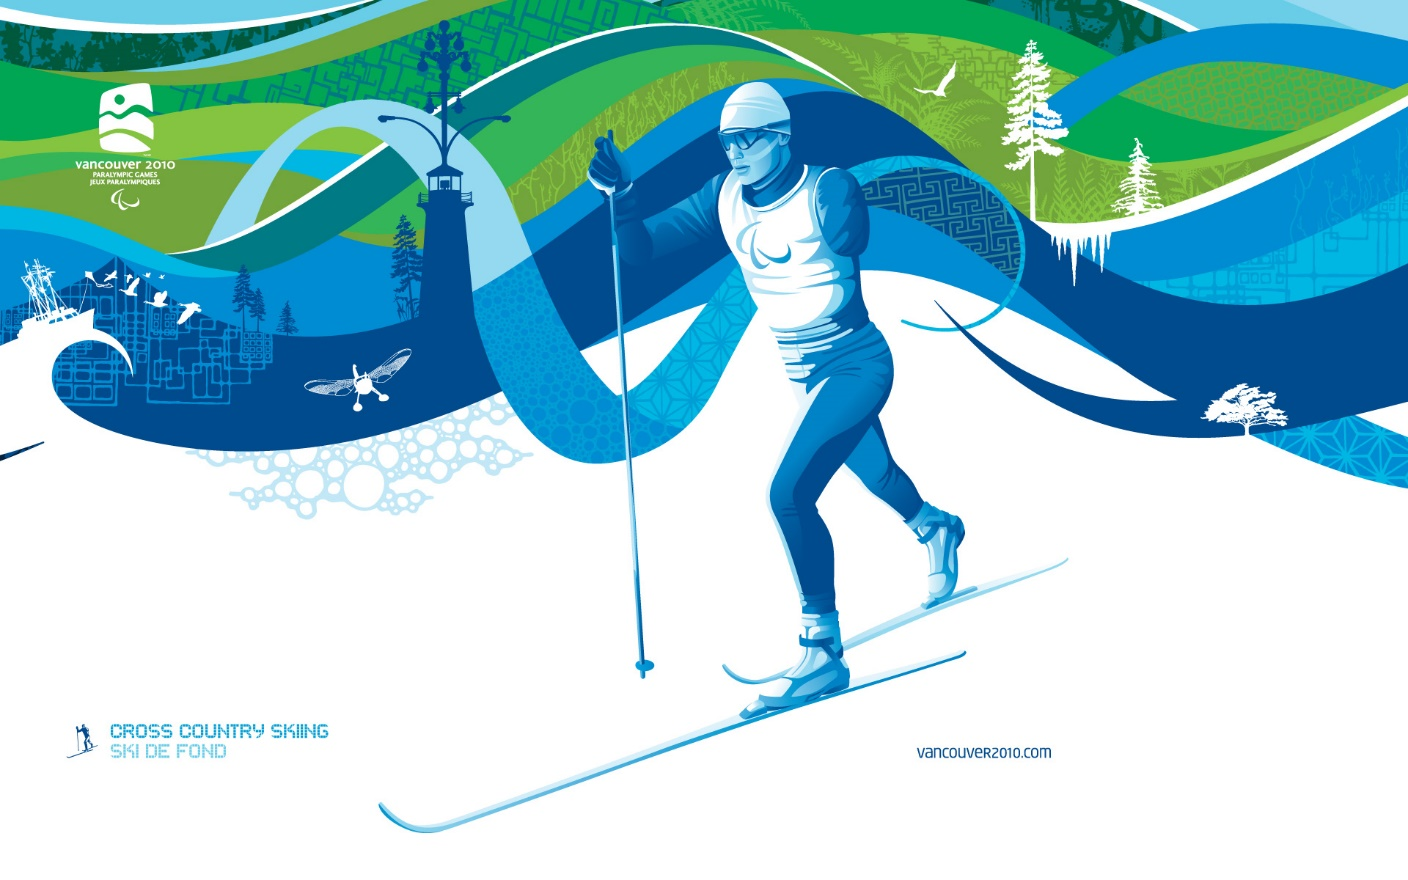 vancouver 2010
PARALYMPIC GAMES
JEUX PARALYMPIQUES
CROSS COUNTRY SKIING
SKI DE FOND
vancouver2010.com